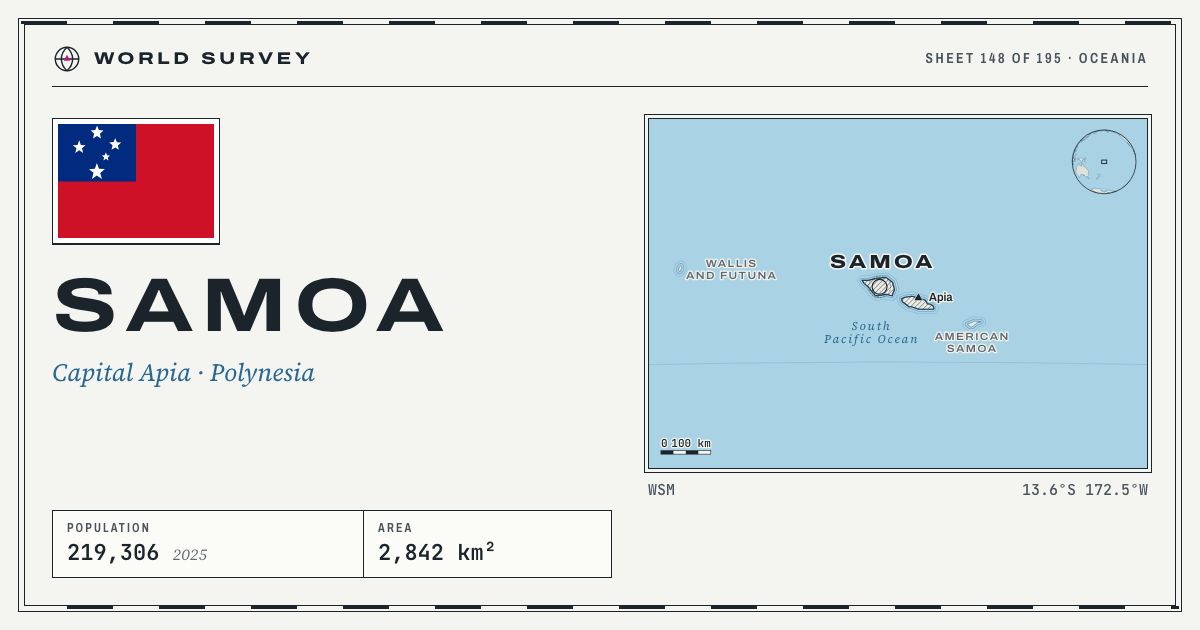 WORLD SURVEY
SHEET 148 OF 195 · OCEANIA
SAMOA
Capital Apia · Polynesia
POPULATION
219,306 2025
AREA
2,842 km²
WALLIS
AND FUTUNA
SAMOA
Apia
South
Pacific Ocean
AMERICAN
SAMOA
0 100 km
WSM
13.6°S 172.5°W